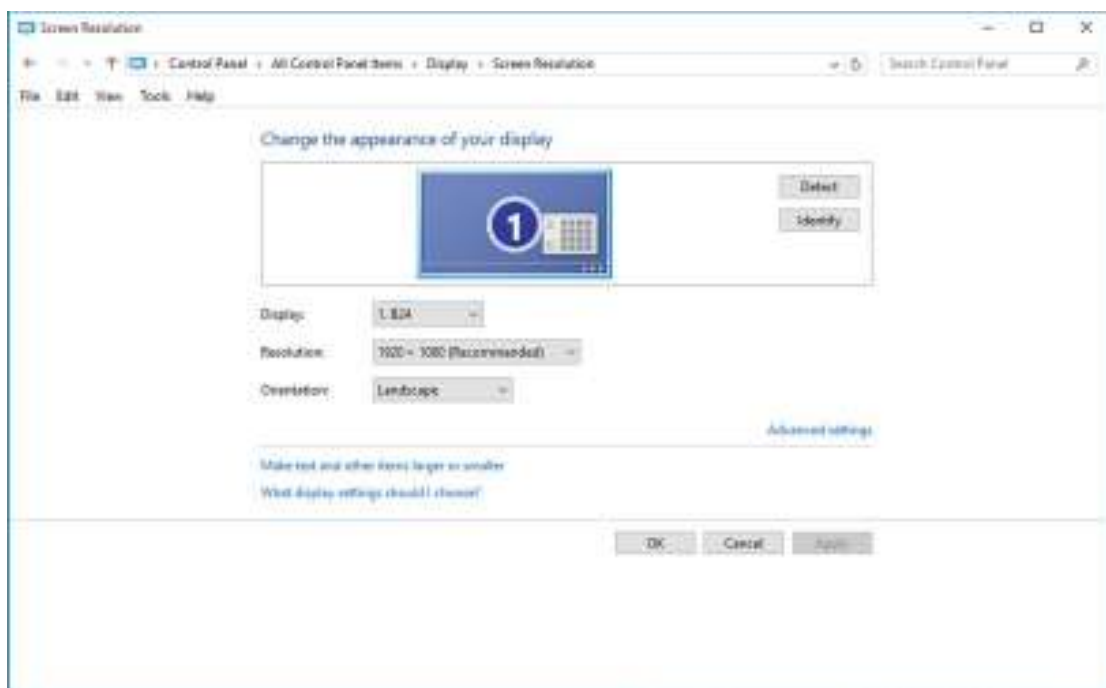 Screen Resolution
Control Panel › All Control Panel Items › Display › Screen Resolution
Search Control Panel
File Edit View Tools Help
Change the appearance of your display
1
Detect
Identify
Display: 1. B24
Resolution: 1920 × 1080 (Recommended)
Orientation: Landscape
Advanced settings
Make text and other items larger or smaller
What display settings should I choose?
OK Cancel Apply